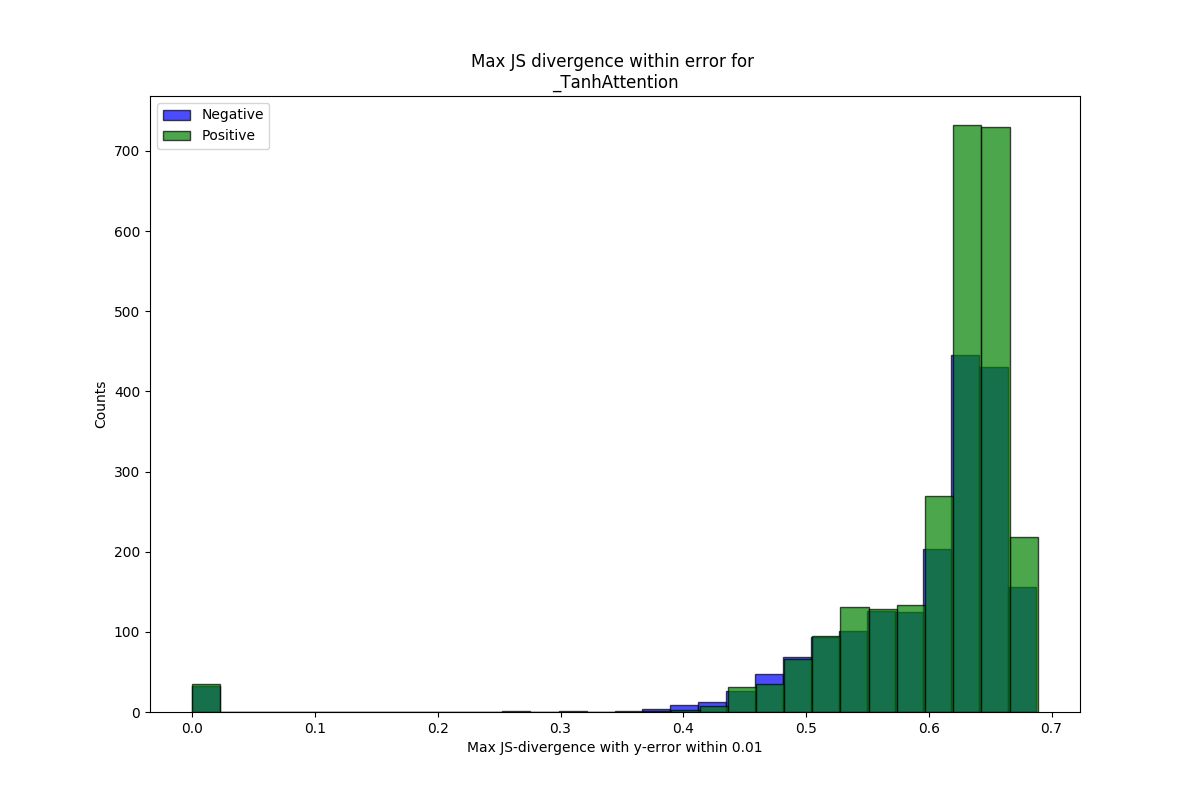 Max JS divergence within error for
_TanhAttention
Negative
Positive
700
600
500
400
300
200
100
0
Counts
0.0 0.1 0.2 0.3 0.4 0.5 0.6 0.7
Max JS-divergence with y-error within 0.01